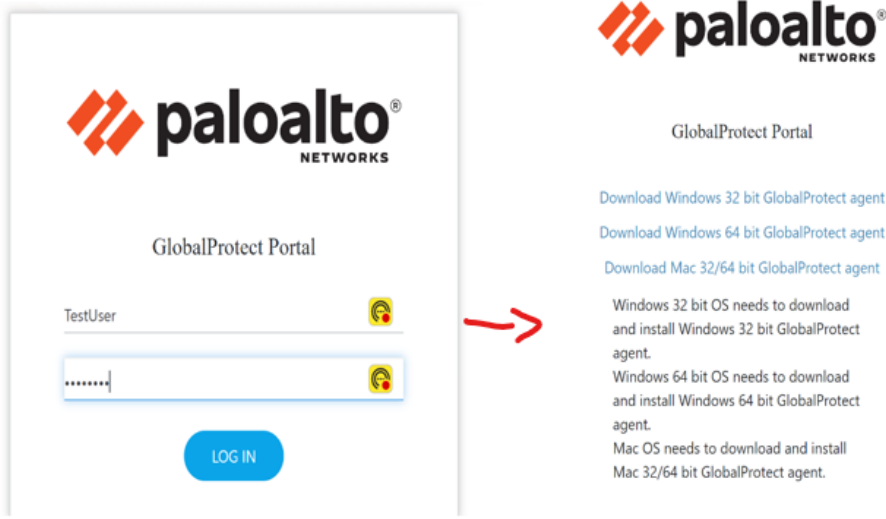 paloalto®
NETWORKS
GlobalProtect Portal
TestUser
••••••••
LOG IN
paloalto®
NETWORKS
GlobalProtect Portal
Download Windows 32 bit GlobalProtect agent
Download Windows 64 bit GlobalProtect agent
Download Mac 32/64 bit GlobalProtect agent
Windows 32 bit OS needs to download
and install Windows 32 bit GlobalProtect
agent.
Windows 64 bit OS needs to download
and install Windows 64 bit GlobalProtect
agent.
Mac OS needs to download and install
Mac 32/64 bit GlobalProtect agent.